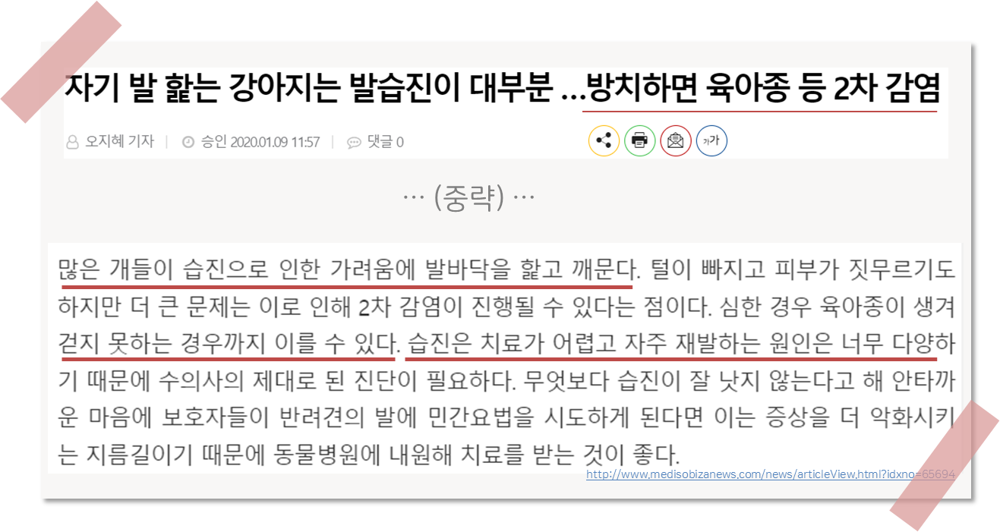 자기 발 핥는 강아지는 발습진이 대부분 …방치하면 육아종 등 2차 감염
오지혜 기자 | 승인 2020.01.09 11:57 | 댓글 0
가가
… (중략) …
많은 개들이 습진으로 인한 가려움에 발바닥을 핥고 깨문다. 털이 빠지고 피부가 짓무르기도
하지만 더 큰 문제는 이로 인해 2차 감염이 진행될 수 있다는 점이다. 심한 경우 육아종이 생겨
걷지 못하는 경우까지 이를 수 있다. 습진은 치료가 어렵고 자주 재발하는 원인은 너무 다양하
기 때문에 수의사의 제대로 된 진단이 필요하다. 무엇보다 습진이 잘 낫지 않는다고 해 안타까
운 마음에 보호자들이 반려견의 발에 민간요법을 시도하게 된다면 이는 증상을 더 악화시키
는 지름길이기 때문에 동물병원에 내원해 치료를 받는 것이 좋다.
http://www.medisobizanews.com/news/articleView.html?idxno=65694